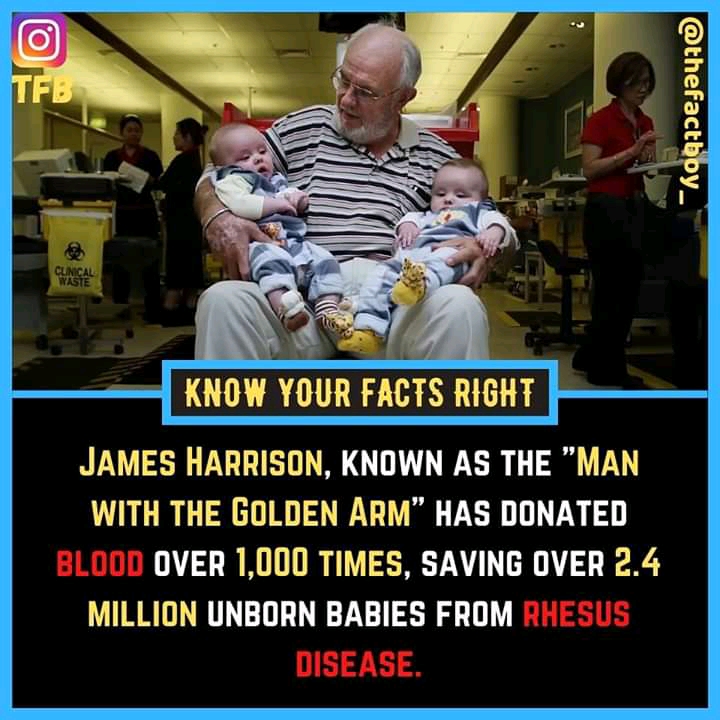 TFB
@thefactboy_
CLINICAL
WASTE
KNOW YOUR FACTS RIGHT
JAMES HARRISON, KNOWN AS THE "MAN
WITH THE GOLDEN ARM" HAS DONATED
BLOOD OVER 1,000 TIMES, SAVING OVER 2.4
MILLION UNBORN BABIES FROM RHESUS
DISEASE.